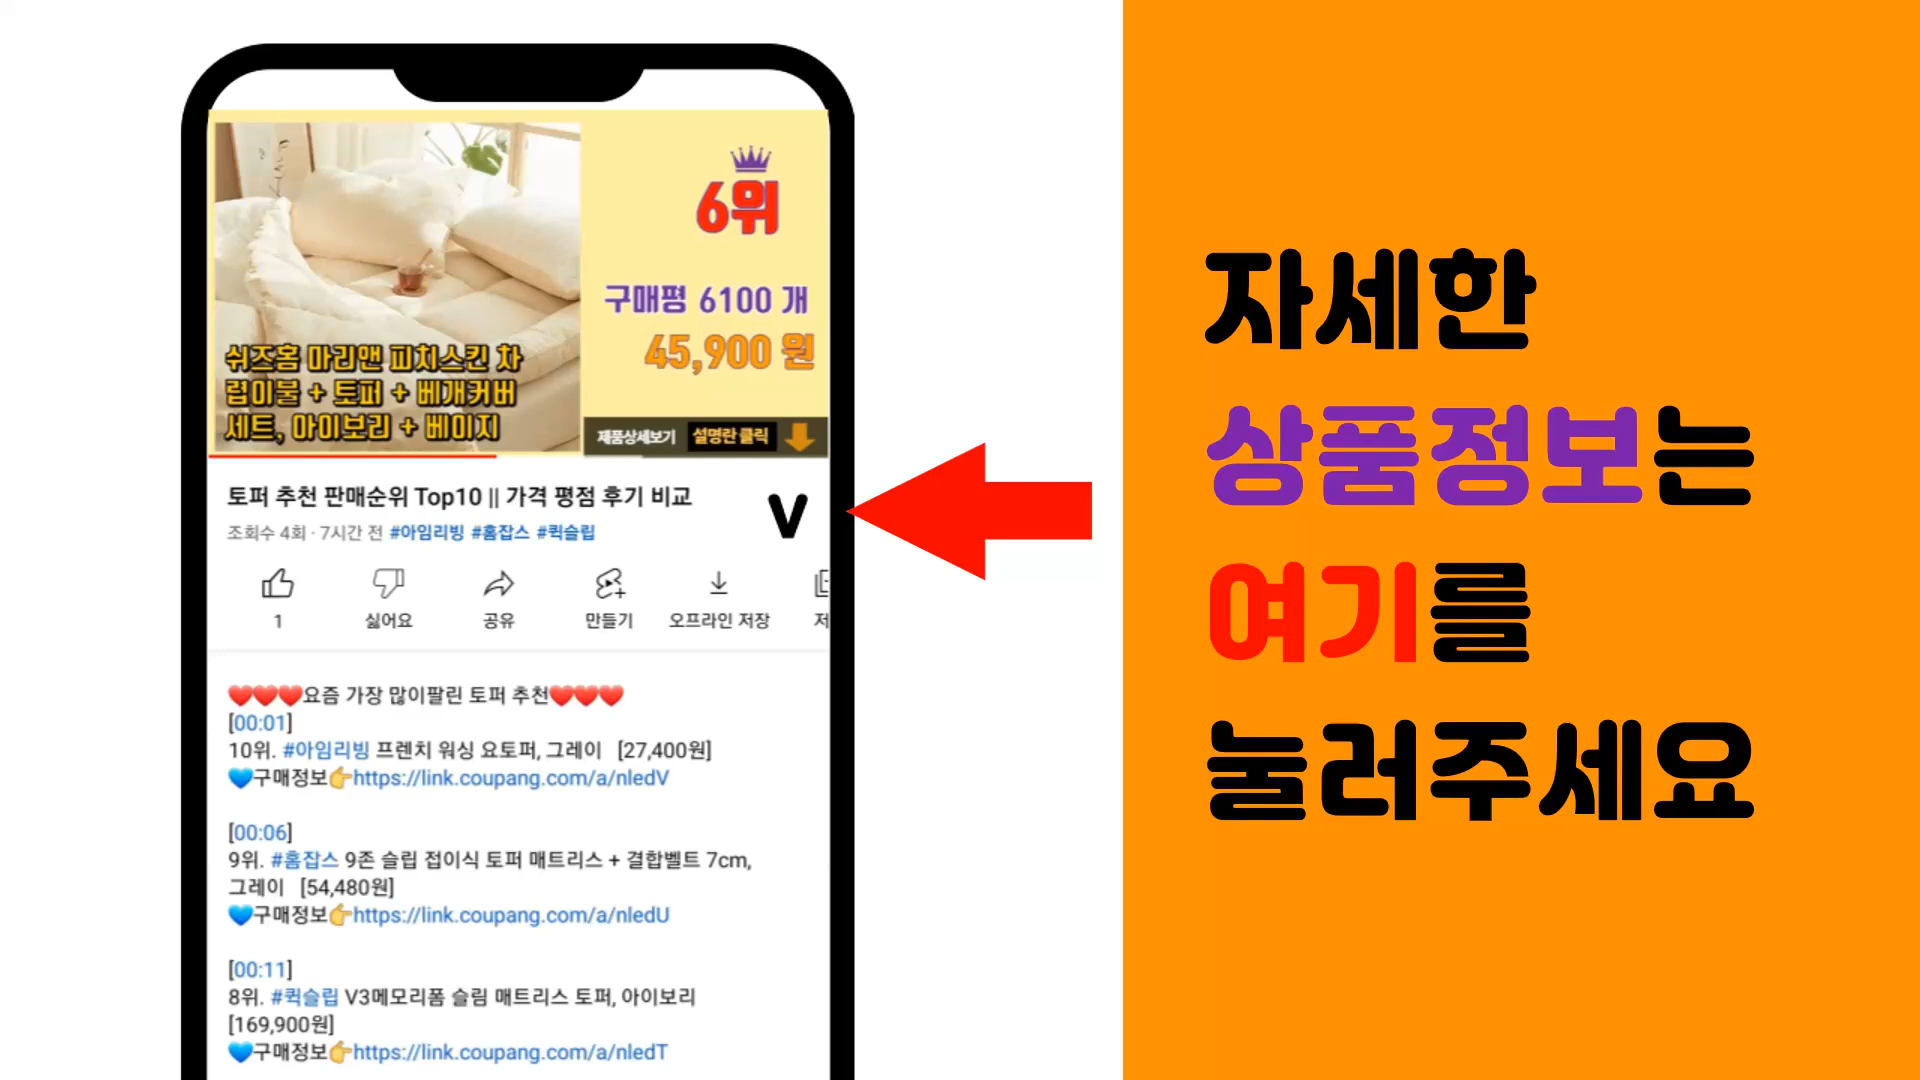 6위
구매평 6100 개
45,900 원
쉬즈홈 마리앤 피치스킨 차
렵이불 + 토퍼 + 베개커버
세트, 아이보리 + 베이지
제품상세보기 설명란 클릭
토퍼 추천 판매순위 Top10 || 가격 평점 후기 비교
V
조회수 4회 · 7시간 전 #아임리빙 #홈잡스 #퀵슬립
1 싫어요 공유 만들기 오프라인 저장 저
❤️❤️❤️요즘 가장 많이팔린 토퍼 추천❤️❤️❤️
[00:01]
10위. #아임리빙 프렌치 워싱 요토퍼, 그레이 [27,400원]
💙구매정보👉https://link.coupang.com/a/nledV
[00:06]
9위. #홈잡스 9존 슬립 접이식 토퍼 매트리스 + 결합벨트 7cm,
그레이 [54,480원]
💙구매정보👉https://link.coupang.com/a/nledU
[00:11]
8위. #퀵슬립 V3메모리폼 슬림 매트리스 토퍼, 아이보리
[169,900원]
💙구매정보👉https://link.coupang.com/a/nledT
자세한
상품정보는
여기를
눌러주세요